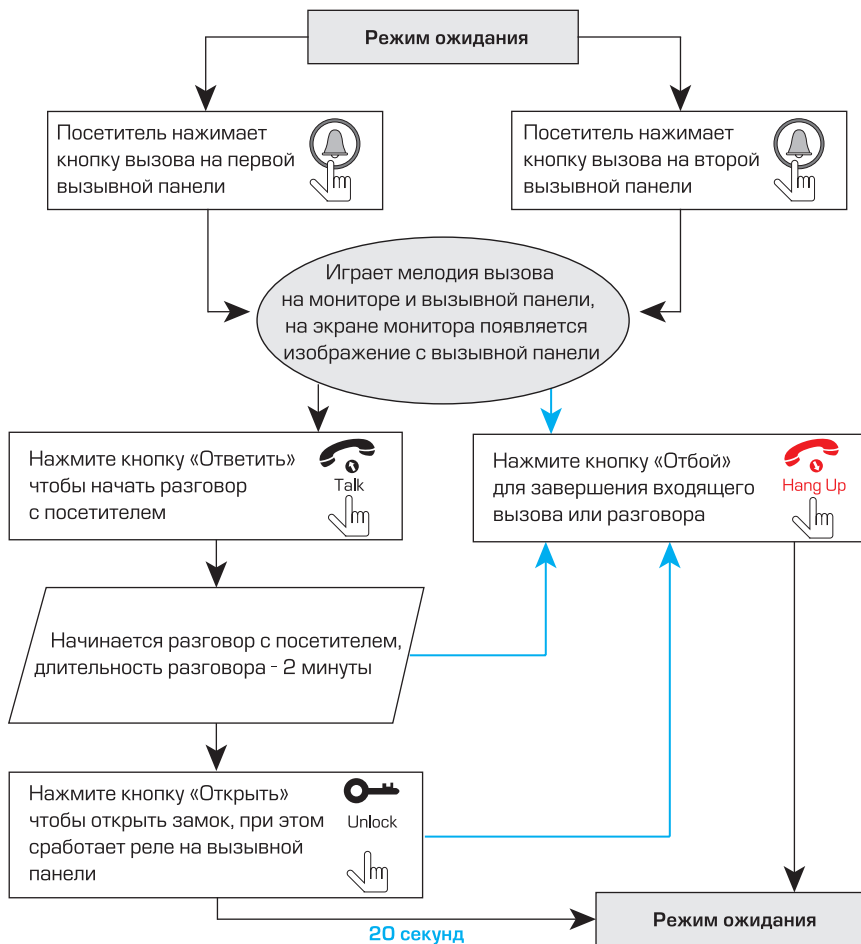 Режим ожидания
Посетитель нажимает
кнопку вызова на первой
вызывной панели
Посетитель нажимает
кнопку вызова на второй
вызывной панели
Играет мелодия вызова
на мониторе и вызывной панели,
на экране монитора появляется
изображение с вызывной панели
Нажмите кнопку «Ответить»
чтобы начать разговор
с посетителем
Talk
Нажмите кнопку «Отбой»
для завершения входящего
вызова или разговора
Hang Up
Начинается разговор с посетителем,
длительность разговора - 2 минуты
Нажмите кнопку «Открыть»
чтобы открыть замок, при этом
сработает реле на вызывной
панели
Unlock
20 секунд
Режим ожидания